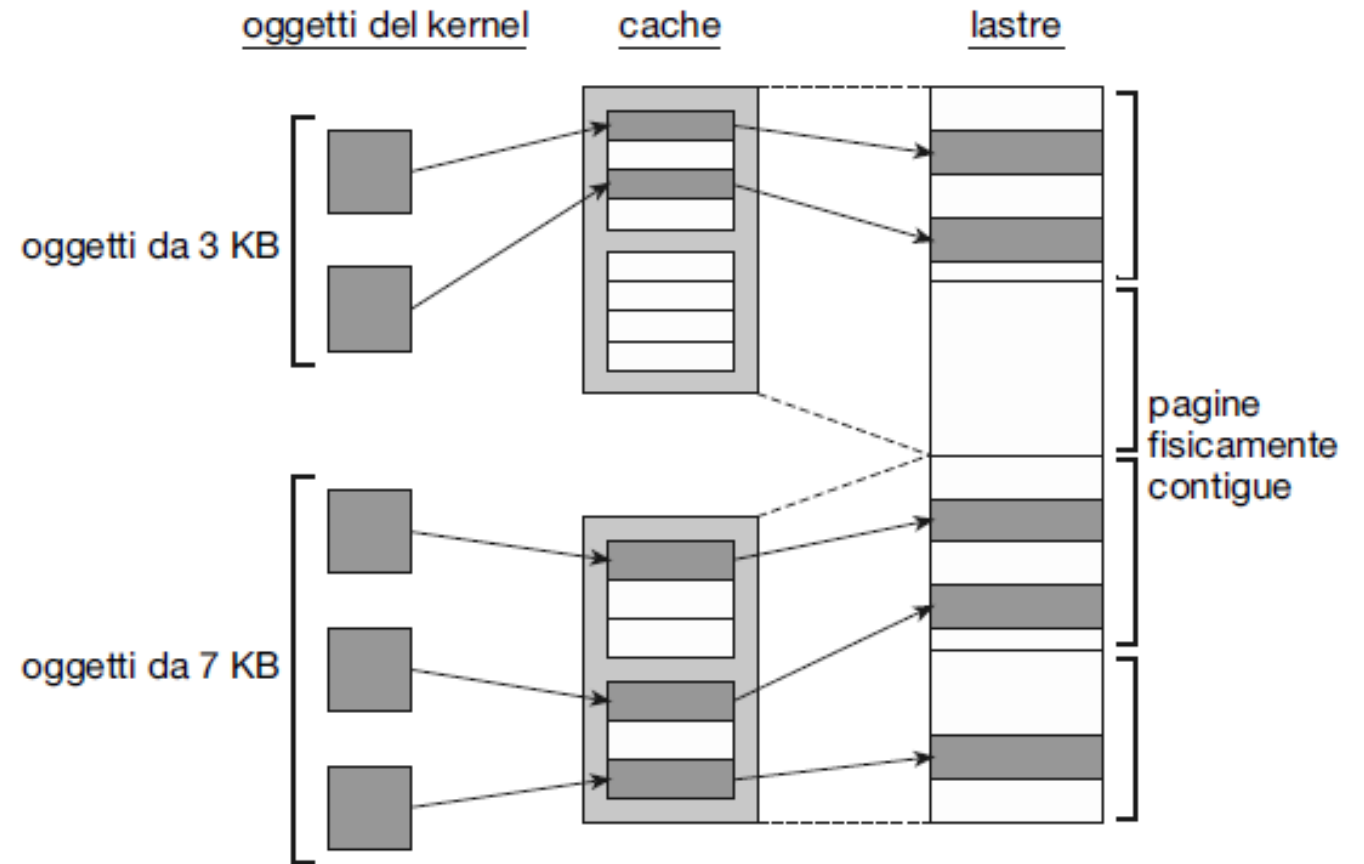 oggetti del kernel
cache
lastre
oggetti da 3 KB
pagine
fisicamente
contigue
oggetti da 7 KB